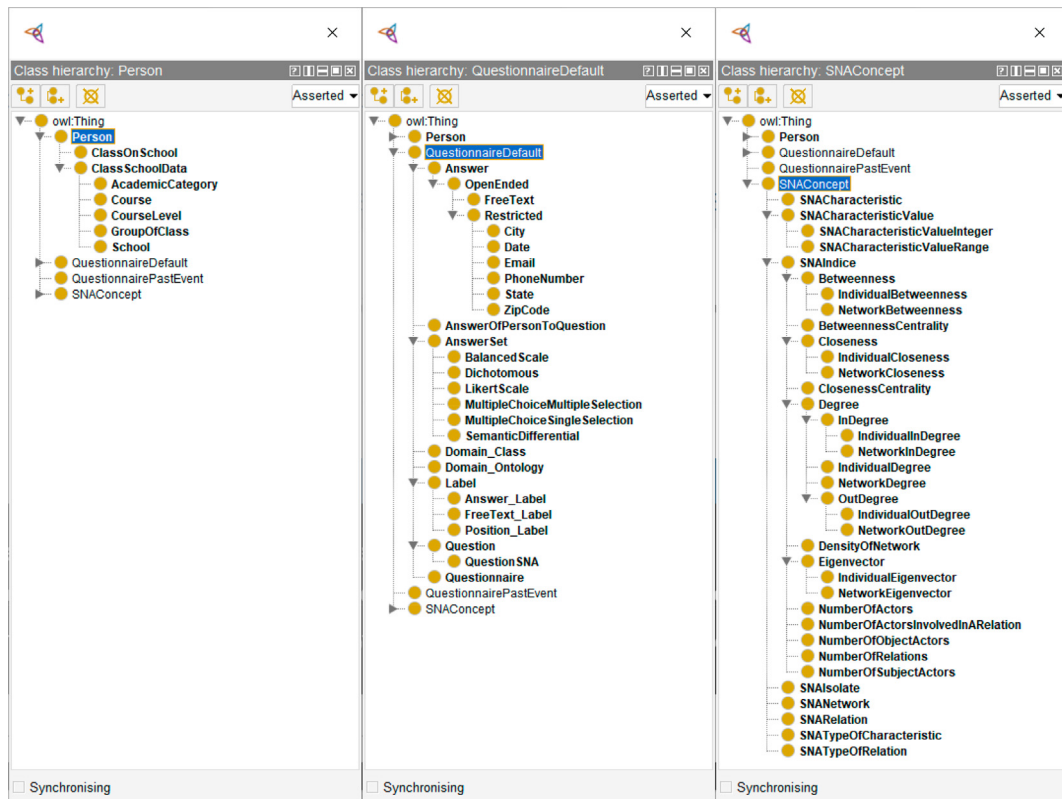 Class hierarchy: Person
Asserted
owl:Thing
Person
ClassOnSchool
ClassSchoolData
AcademicCategory
Course
CourseLevel
GroupOfClass
School
QuestionnaireDefault
QuestionnairePastEvent
SNAConcept
Synchronising
Class hierarchy: QuestionnaireDefault
Asserted
owl:Thing
Person
QuestionnaireDefault
Answer
OpenEnded
FreeText
Restricted
City
Date
Email
PhoneNumber
State
ZipCode
AnswerOfPersonToQuestion
AnswerSet
BalancedScale
Dichotomous
LikertScale
MultipleChoiceMultipleSelection
MultipleChoiceSingleSelection
SemanticDifferential
Domain_Class
Domain_Ontology
Label
Answer_Label
FreeText_Label
Position_Label
Question
QuestionSNA
Questionnaire
QuestionnairePastEvent
SNAConcept
Synchronising
Class hierarchy: SNAConcept
Asserted
owl:Thing
Person
QuestionnaireDefault
QuestionnairePastEvent
SNAConcept
SNACharacteristic
SNACharacteristicValue
SNACharacteristicValueInteger
SNACharacteristicValueRange
SNAIndice
Betweenness
IndividualBetweenness
NetworkBetweenness
BetweennessCentrality
Closeness
IndividualCloseness
NetworkCloseness
ClosenessCentrality
Degree
InDegree
IndividualInDegree
NetworkInDegree
IndividualDegree
NetworkDegree
OutDegree
IndividualOutDegree
NetworkOutDegree
DensityOfNetwork
Eigenvector
IndividualEigenvector
NetworkEigenvector
NumberOfActors
NumberOfActorsInvolvedInARelation
NumberOfObjectActors
NumberOfRelations
NumberOfSubjectActors
SNAIsolate
SNANetwork
SNARelation
SNATypeOfCharacteristic
SNATypeOfRelation
Synchronising